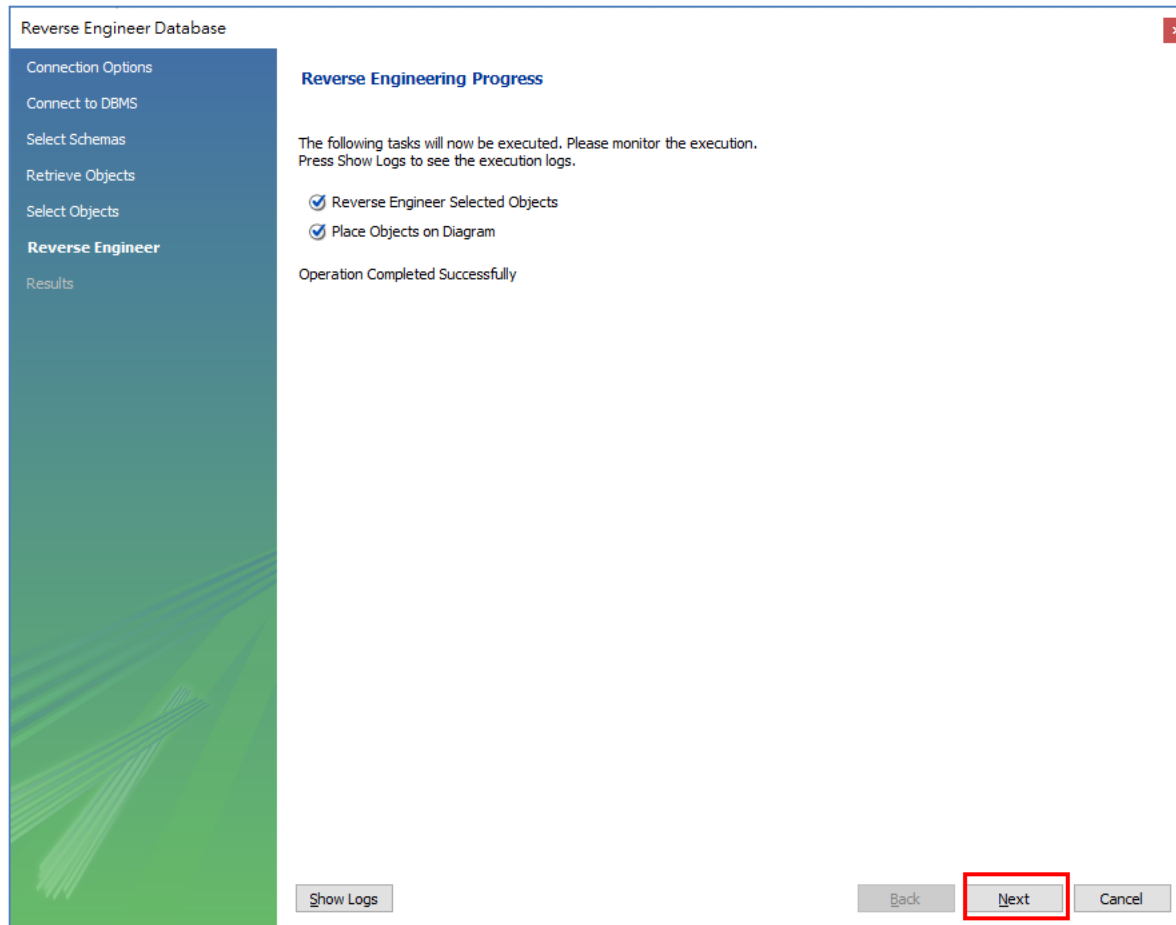 Reverse Engineer Database
Connection Options
Connect to DBMS
Select Schemas
Retrieve Objects
Select Objects
Reverse Engineer
Results
Reverse Engineering Progress
The following tasks will now be executed. Please monitor the execution.
Press Show Logs to see the execution logs.
Reverse Engineer Selected Objects
Place Objects on Diagram
Operation Completed Successfully
Show Logs
Back
Next
Cancel